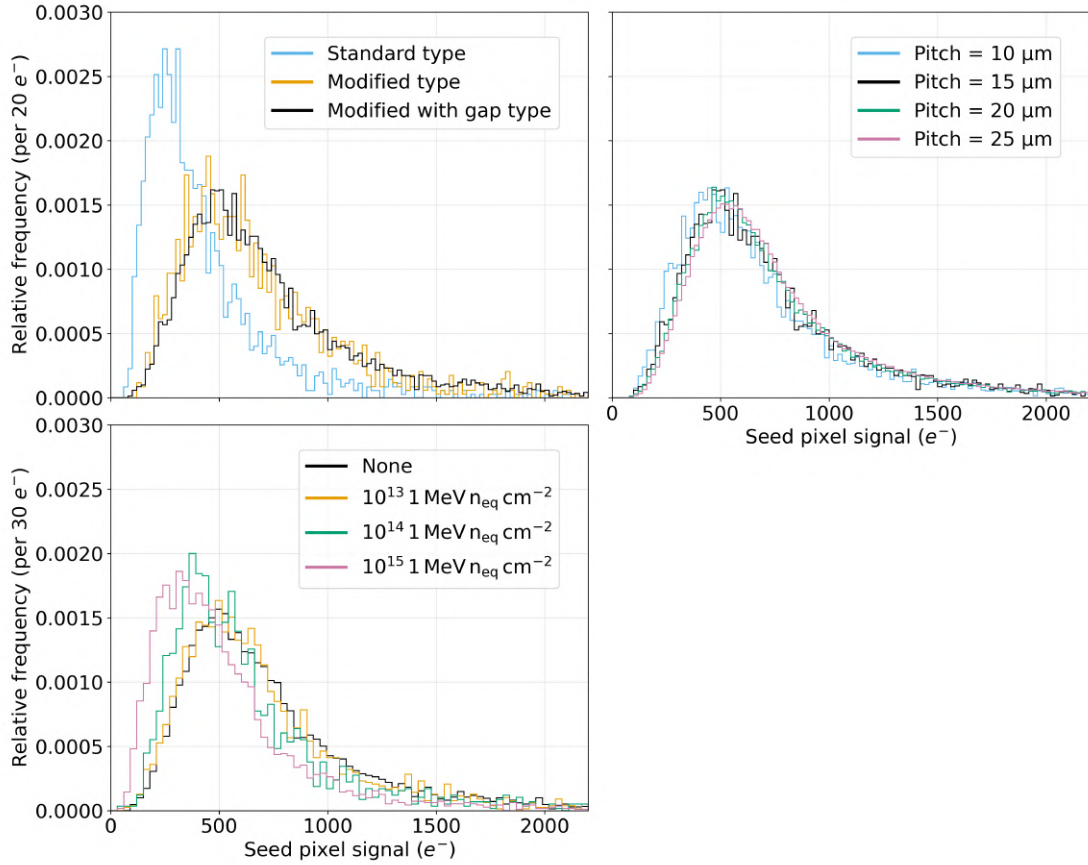 0.0030
0.0025
0.0020
0.0015
0.0010
0.0005
0.0000
Relative frequency (per 20 e⁻)
Standard type
Modified type
Modified with gap type
Pitch = 10 µm
Pitch = 15 µm
Pitch = 20 µm
Pitch = 25 µm
0 500 1000 1500 2000
Seed pixel signal (e⁻)
0.0030
0.0025
0.0020
0.0015
0.0010
0.0005
0.0000
Relative frequency (per 30 e⁻)
None
10¹³ 1 MeV n_eq cm⁻²
10¹⁴ 1 MeV n_eq cm⁻²
10¹⁵ 1 MeV n_eq cm⁻²
0 500 1000 1500 2000
Seed pixel signal (e⁻)